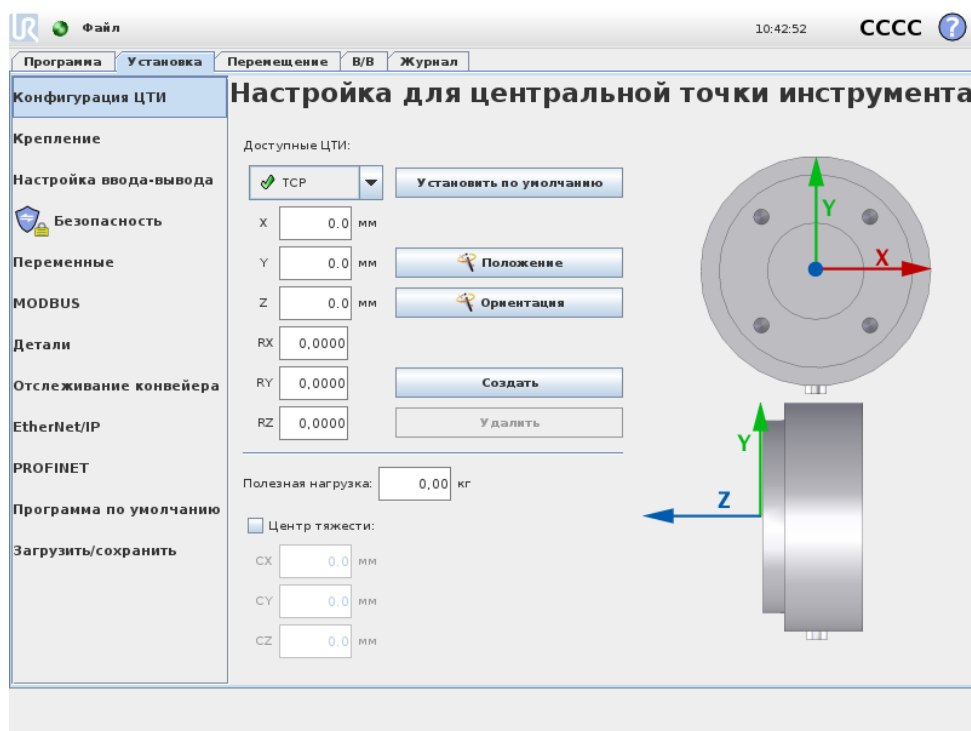 UR Файл 10:42:52 CCCC ?
Программа Установка Перемещение В/В Журнал
Конфигурация ЦТИ
Крепление
Настройка ввода-вывода
Безопасность
Переменные
MODBUS
Детали
Отслеживание конвейера
EtherNet/IP
PROFINET
Программа по умолчанию
Загрузить/сохранить
Настройка для центральной точки инструмента
Доступные ЦТИ:
TCP Установить по умолчанию
X 0.0 мм
Y 0.0 мм Положение
Z 0.0 мм Ориентация
RX 0,0000
RY 0,0000 Создать
RZ 0,0000 Удалить
Полезная нагрузка: 0,00 кг
Центр тяжести:
CX 0.0 мм
CY 0.0 мм
CZ 0.0 мм
Y
X
Y
Z